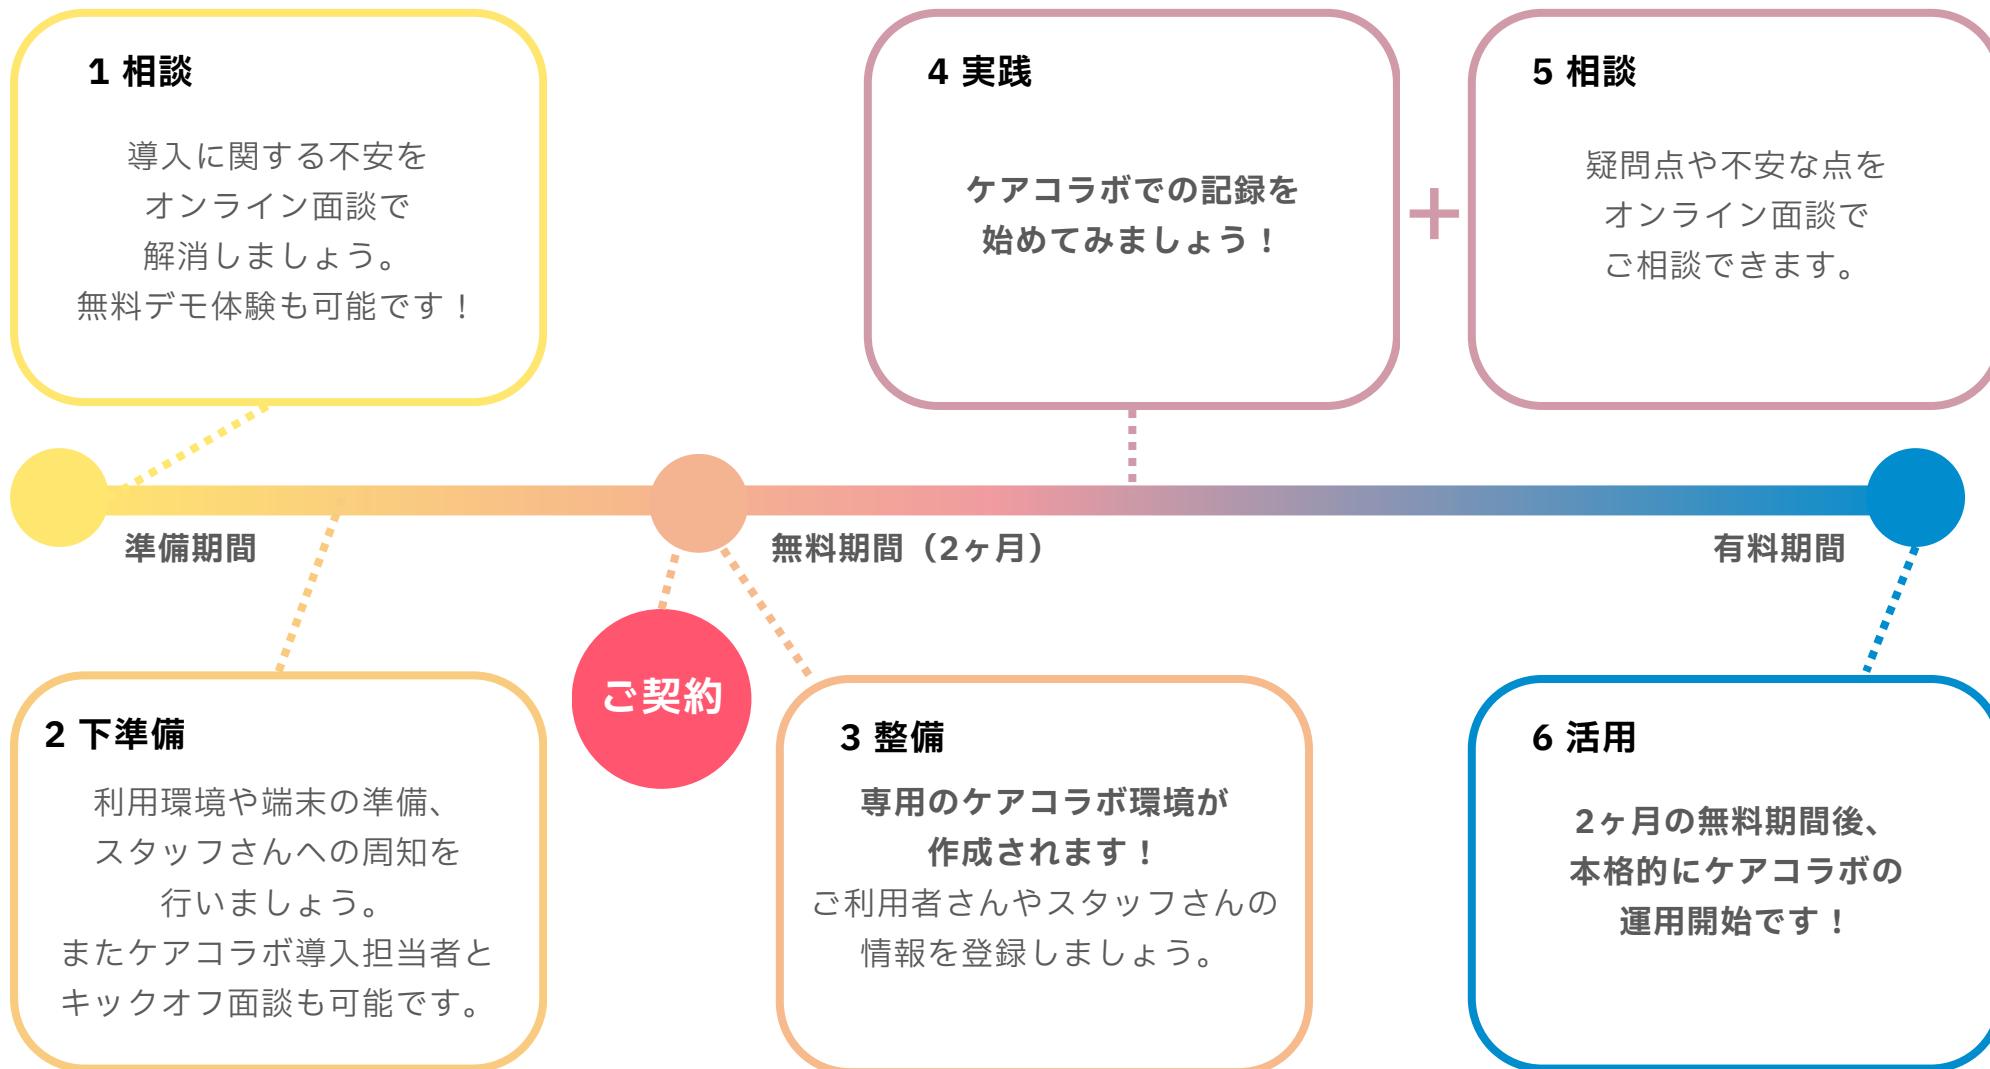 1 相談
導入に関する不安を
オンライン面談で
解消しましょう。
無料デモ体験も可能です！
4 実践
ケアコラボでの記録を
始めてみましょう！
＋
5 相談
疑問点や不安な点を
オンライン面談で
ご相談できます。
準備期間
無料期間（2ヶ月）
有料期間
2 下準備
利用環境や端末の準備、
スタッフさんへの周知を
行いましょう。
またケアコラボ導入担当者と
キックオフ面談も可能です。
ご契約
3 整備
専用のケアコラボ環境が
作成されます！
ご利用者さんやスタッフさんの
情報を登録しましょう。
6 活用
2ヶ月の無料期間後、
本格的にケアコラボの
運用開始です！